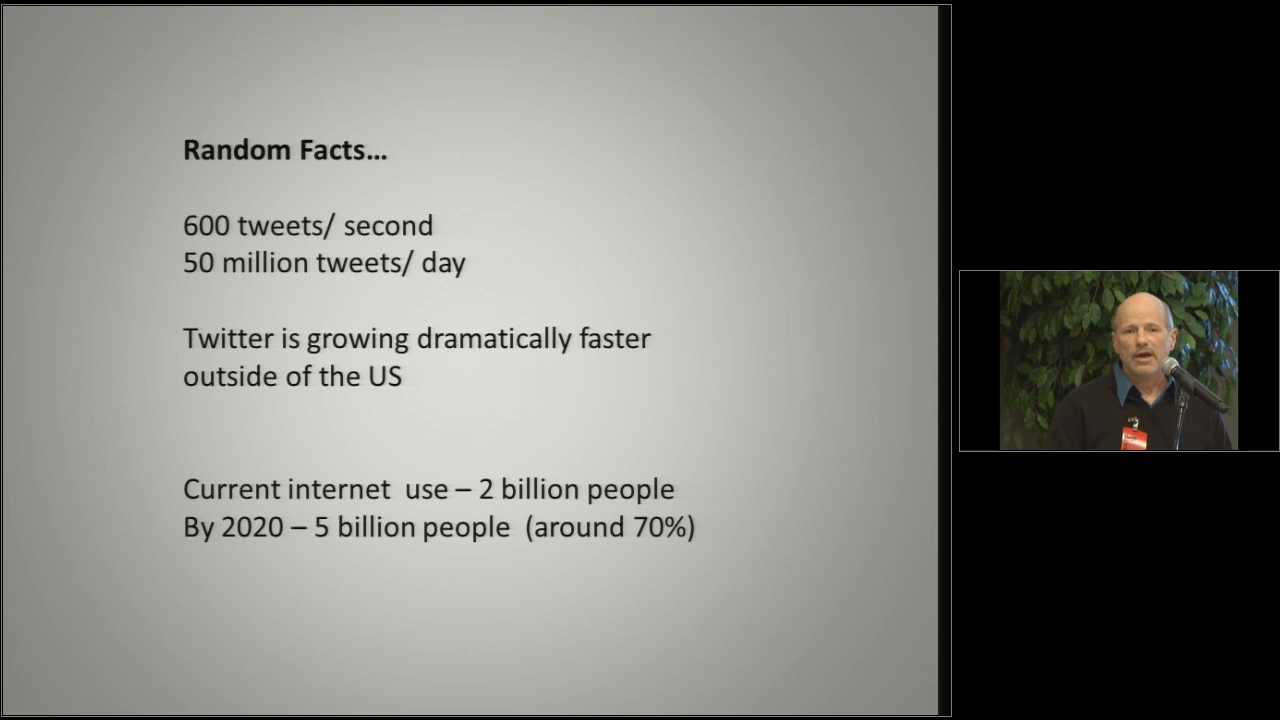 Random Facts…
600 tweets/ second
50 million tweets/ day
Twitter is growing dramatically faster
outside of the US
Current internet  use – 2 billion people
By 2020 – 5 billion people  (around 70%)